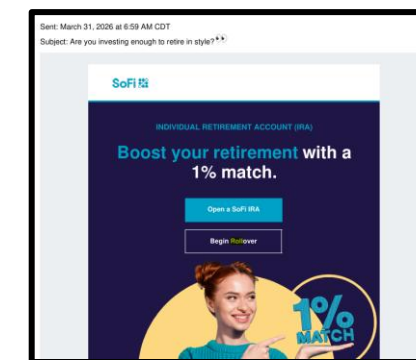 Sent: March 31, 2026 at 6:59 AM CDT
Subject: Are you investing enough to retire in style?👀
SoFi
INDIVIDUAL RETIREMENT ACCOUNT (IRA)
Boost your retirement with a
1% match.
Open a SoFi IRA
Begin Rollover
1%
MATCH